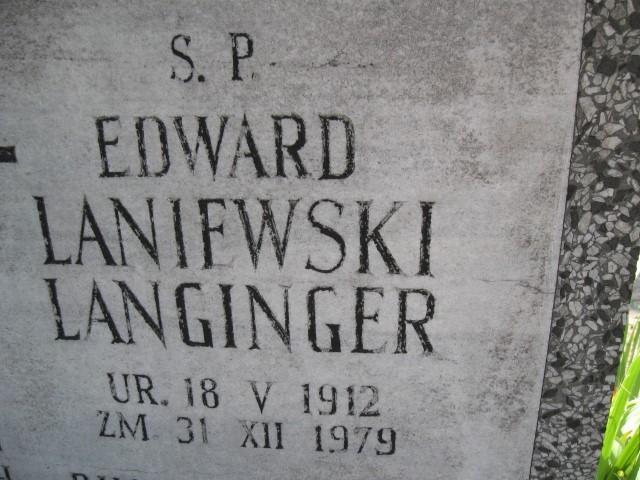 S. P.
EDWARD
LANIEWSKI
LANGINGER
UR. 18 V 1912
ZM. 31 XII 1979